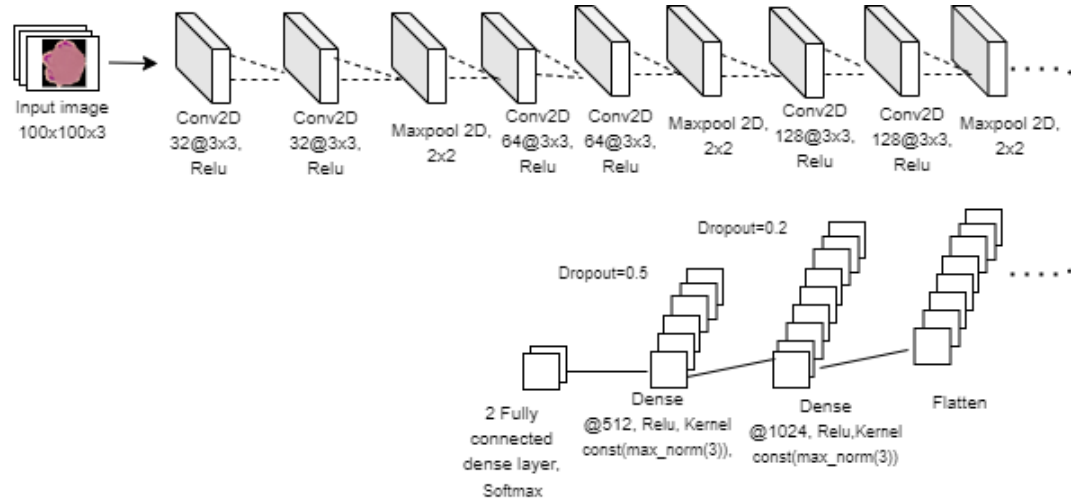 Input image
100x100x3
Conv2D
32@3x3,
Relu
Conv2D
32@3x3,
Relu
Maxpool 2D,
2x2
Conv2D
64@3x3,
Relu
Conv2D
64@3x3,
Relu
Maxpool 2D,
2x2
Conv2D
128@3x3,
Relu
Conv2D
128@3x3,
Relu
Maxpool 2D,
2x2
Dropout=0.2
Dropout=0.5
2 Fully
connected
dense layer,
Softmax
Dense
@512, Relu, Kernel
const(max_norm(3)),
Dense
@1024, Relu,Kernel
const(max_norm(3))
Flatten